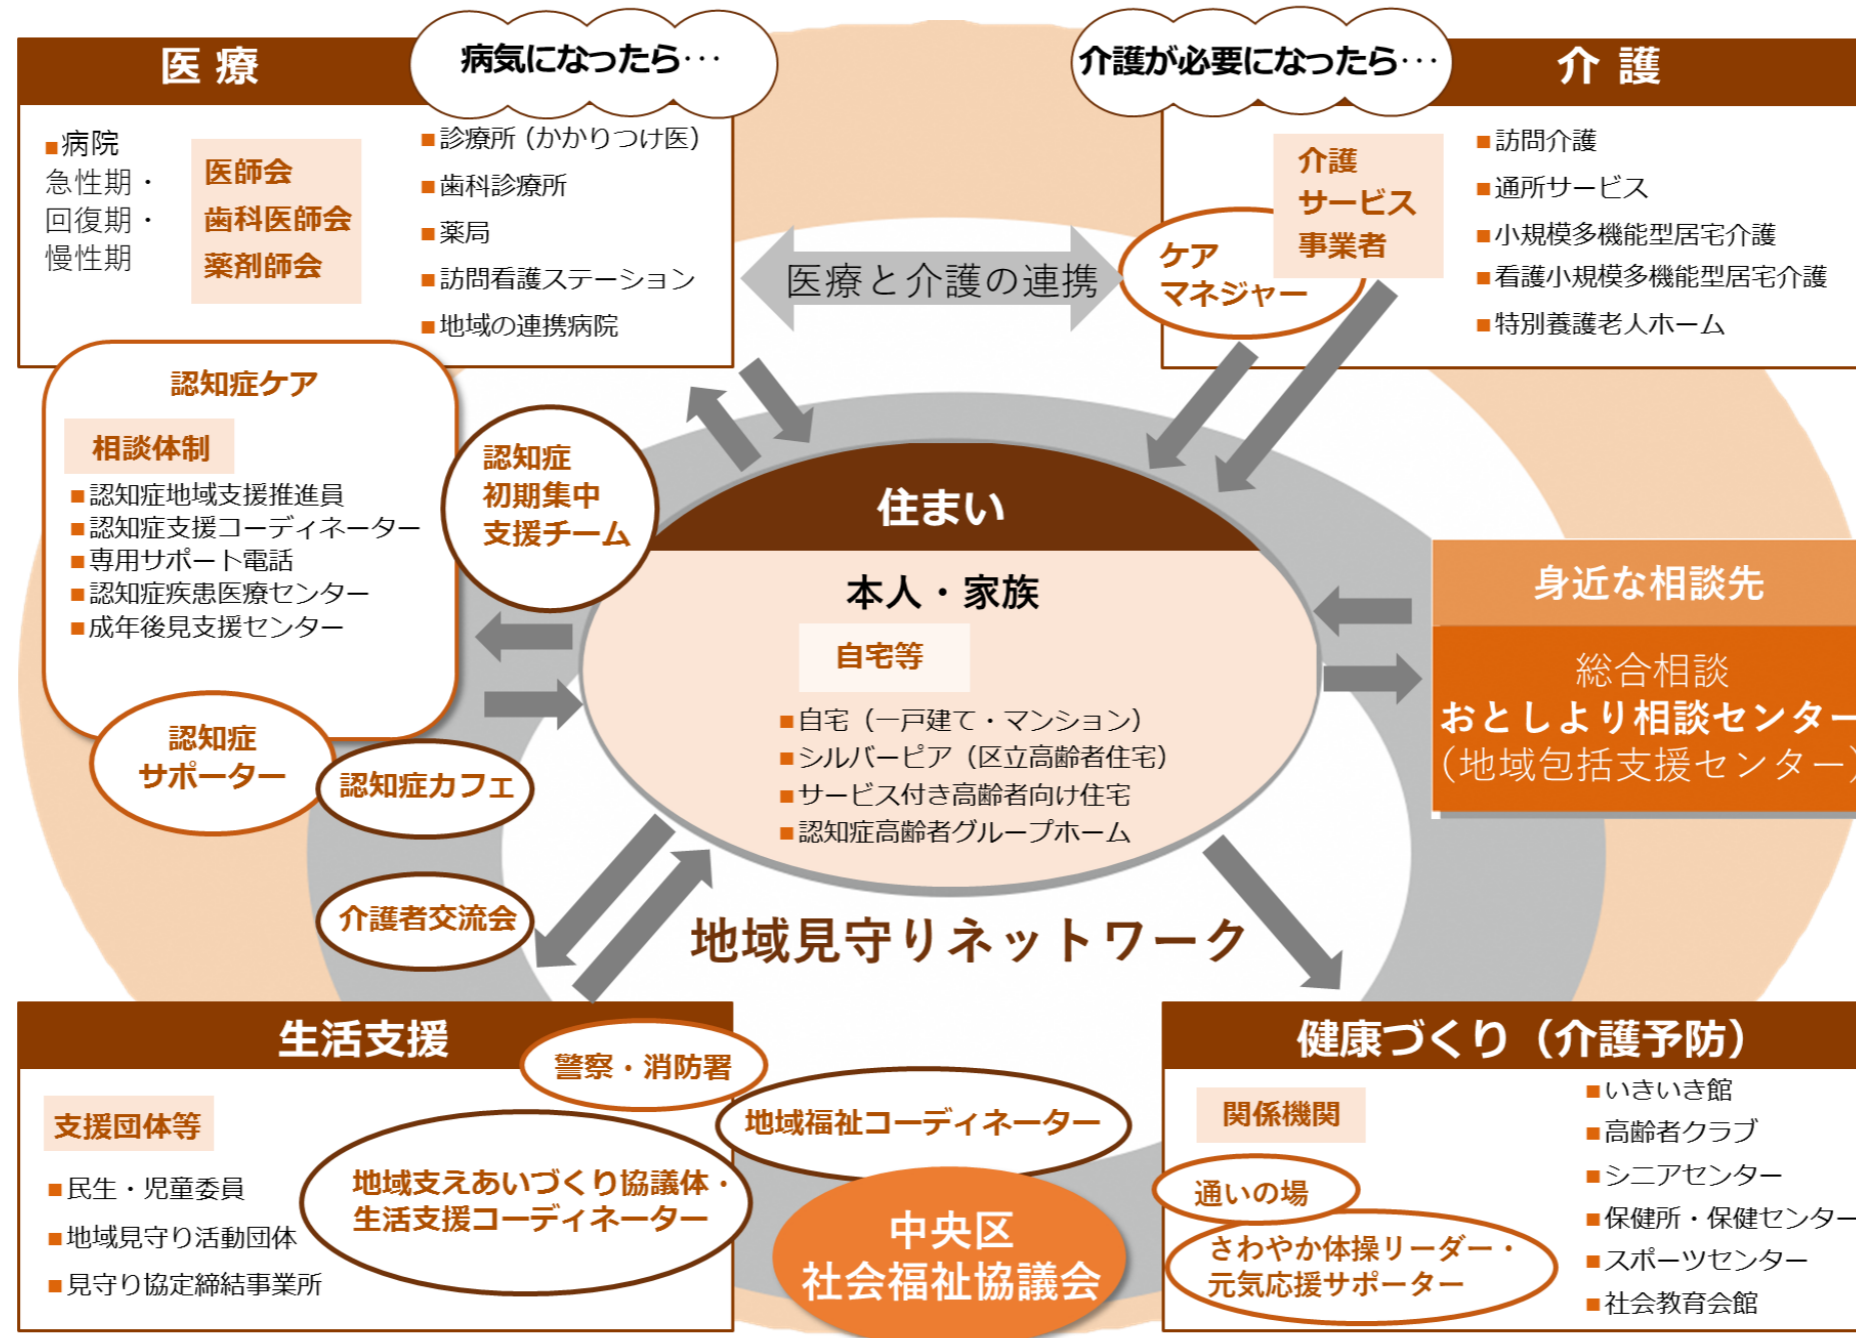 医 療
病気になったら…
■病院
急性期・
回復期・
慢性期
医師会
歯科医師会
薬剤師会
■診療所（かかりつけ医）
■歯科診療所
■薬局
■訪問看護ステーション
■地域の連携病院
医療と介護の連携
介護が必要になったら…
介 護
介護
サービス
事業者
ケア
マネジャー
■訪問介護
■通所サービス
■小規模多機能型居宅介護
■看護小規模多機能型居宅介護
■特別養護老人ホーム
認知症ケア
相談体制
■認知症地域支援推進員
■認知症支援コーディネーター
■専用サポート電話
■認知症疾患医療センター
■成年後見支援センター
認知症
初期集中
支援チーム
認知症
サポーター
認知症カフェ
介護者交流会
住まい
本人・家族
自宅等
■自宅（一戸建て・マンション）
■シルバーピア（区立高齢者住宅）
■サービス付き高齢者向け住宅
■認知症高齢者グループホーム
身近な相談先
総合相談
おとしより相談センター
（地域包括支援センター）
地域見守りネットワーク
生活支援
警察・消防署
支援団体等
■民生・児童委員
■地域見守り活動団体
■見守り協定締結事業所
地域支えあいづくり協議体・
生活支援コーディネーター
地域福祉コーディネーター
中央区
社会福祉協議会
健康づくり（介護予防）
関係機関
通いの場
さわやか体操リーダー・
元気応援サポーター
■いきいき館
■高齢者クラブ
■シニアセンター
■保健所・保健センター
■スポーツセンター
■社会教育会館